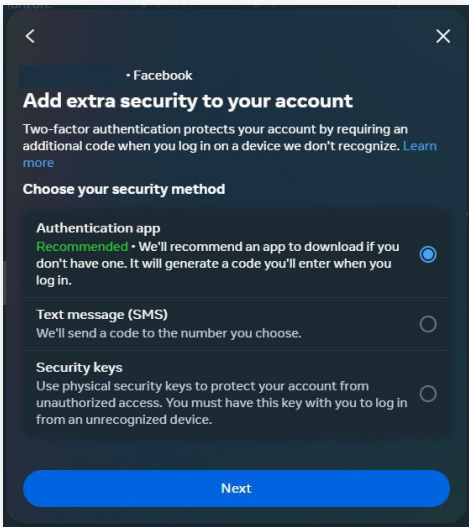 • Facebook
Add extra security to your account
Two-factor authentication protects your account by requiring an
additional code when you log in on a device we don't recognize. Learn
more
Choose your security method
Authentication app
Recommended • We'll recommend an app to download if you
don't have one. It will generate a code you'll enter when you
log in.
Text message (SMS)
We'll send a code to the number you choose.
Security keys
Use physical security keys to protect your account from
unauthorized access. You must have this key with you to log in
from an unrecognized device.
Next